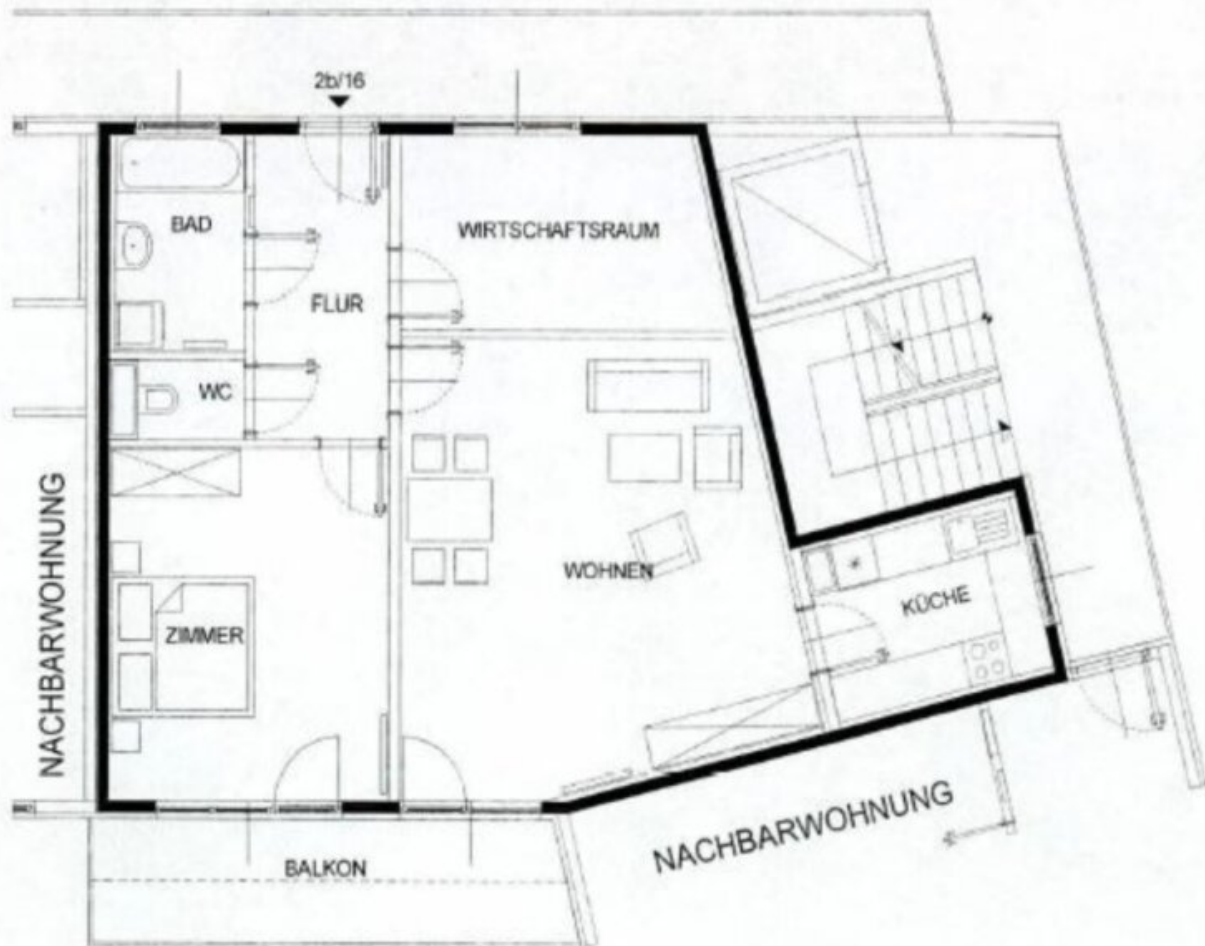 2b/16
BAD
WIRTSCHAFTSRAUM
FLUR
WC
WOHNEN
KÜCHE
ZIMMER
NACHBARWOHNUNG
NACHBARWOHNUNG
BALKON